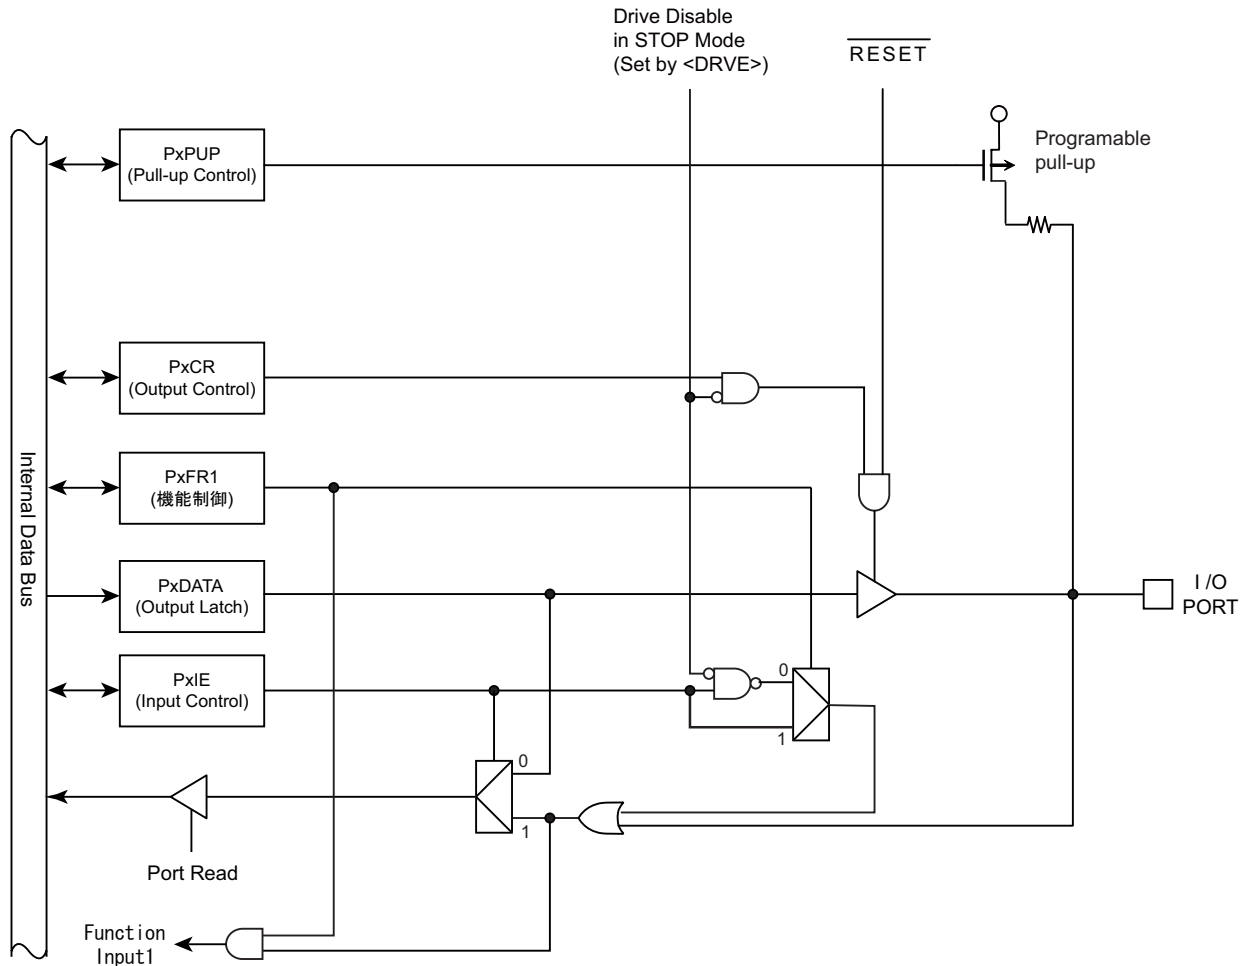 Drive Disable
in STOP Mode
(Set by <DRVE>)
RESET
PxPUP
(Pull-up Control)
Programable
pull-up
PxCR
(Output Control)
Internal Data Bus
PxFR1
(機能制御)
PxDATA
(Output Latch)
I /O
PORT
PxIE
(Input Control)
0
1
0
1
Port Read
Function
Input1